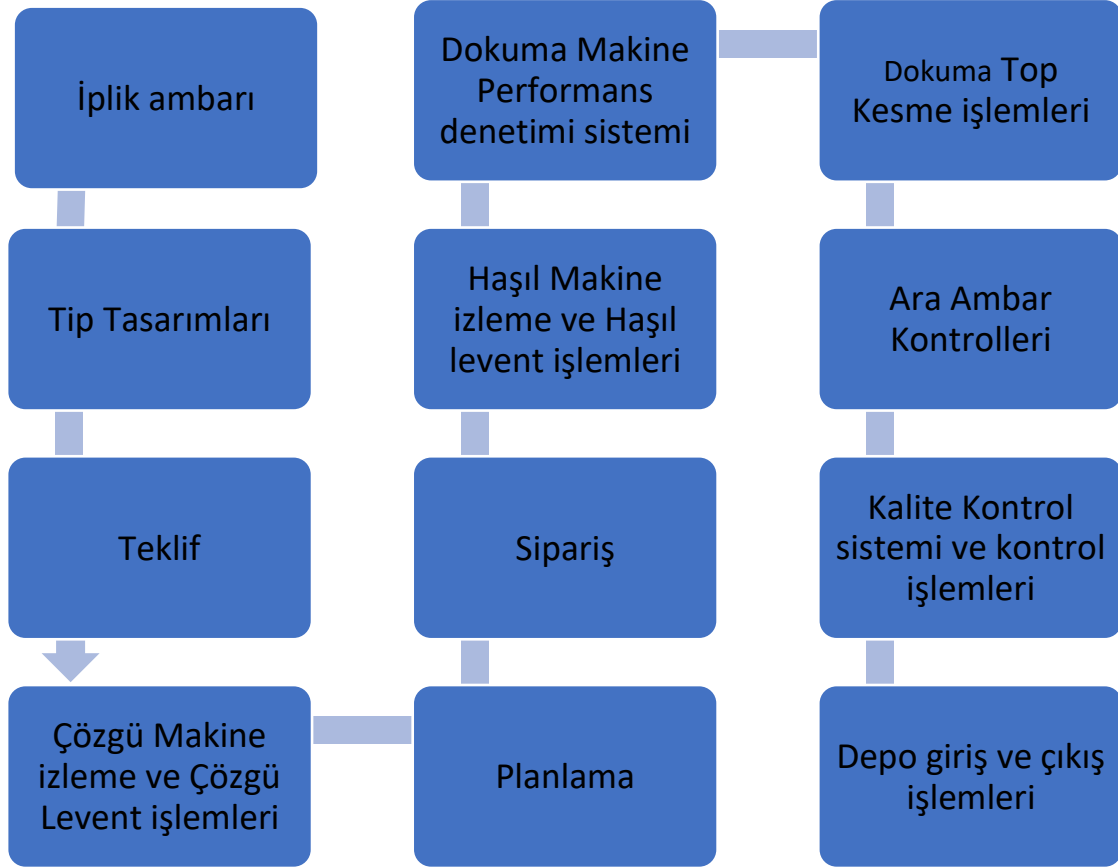 İplik ambarı
Tip Tasarımları
Teklif
Çözgü Makine
izleme ve Çözgü
Levent işlemleri
Planlama
Sipariş
Haşıl Makine
izleme ve Haşıl
levent işlemleri
Dokuma Makine
Performans
denetimi sistemi
Dokuma Top
Kesme işlemleri
Ara Ambar
Kontrolleri
Kalite Kontrol
sistemi ve kontrol
işlemleri
Depo giriş ve çıkış
işlemleri